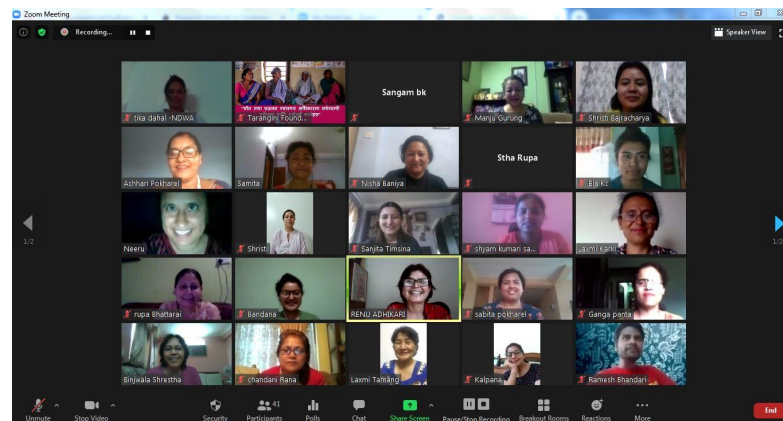 Zoom Meeting
Recording...
Speaker View
tika dahal -NDWA
Tarangini Found...
Sangam bk
Manju Gurung
Shristi Bajracharya
Achhari Pokharel
Samita
Nisha Baniya
Stha Rupa
Ela Kc
Neeru
Shristi
Sanjita Timsina
shyam kumari sa...
Laxmi Karki
rupa Bhattarai
Bandana
RENU ADHIKARI
sabita pokharel
Ganga panta
Binjwala Shrestha
chandani Rana
Laxmi Tamang
Kalpana
Ramesh Bhandari
1/2
1/2
Unmute
Stop Video
Security
Participants
41
Polls
Chat
Share Screen
Pause/Stop Recording
Breakout Rooms
Reactions
More
End